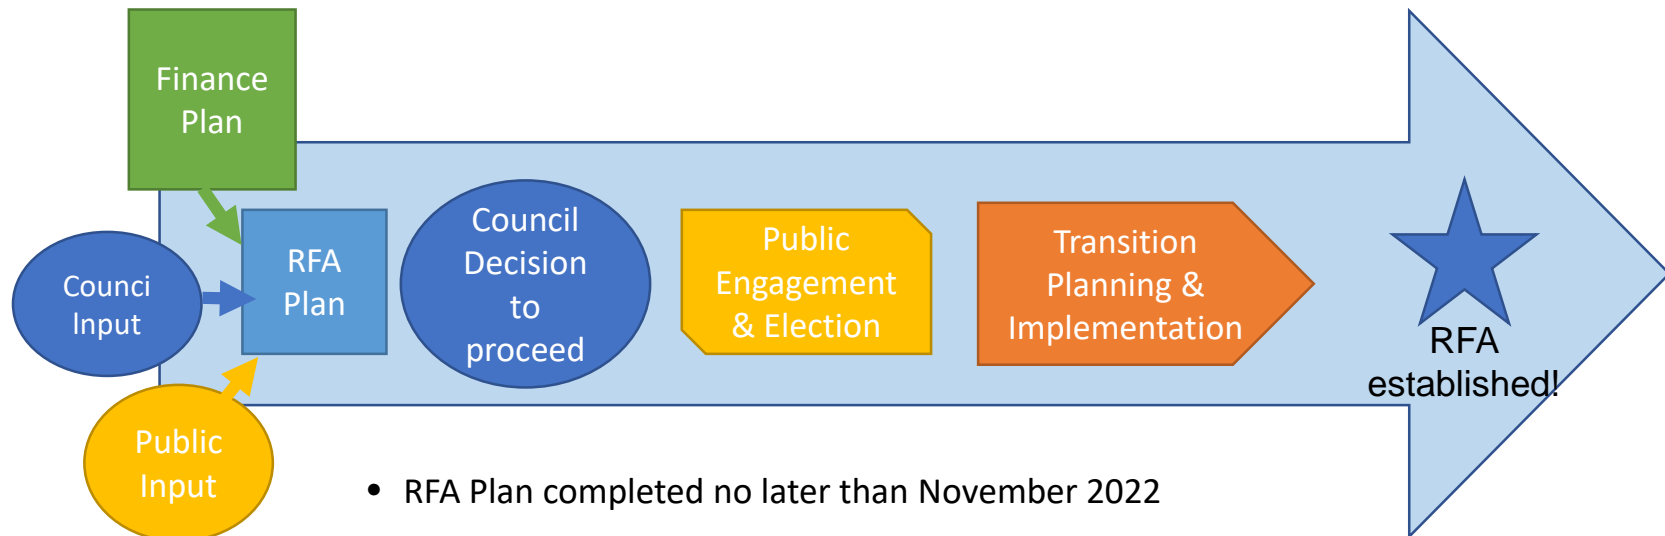 Finance
Plan
Counci
Input
Public
Input
RFA
Plan
Council
Decision
to
proceed
Public
Engagement
& Election
Transition
Planning &
Implementation
RFA
established!
• RFA Plan completed no later than November 2022